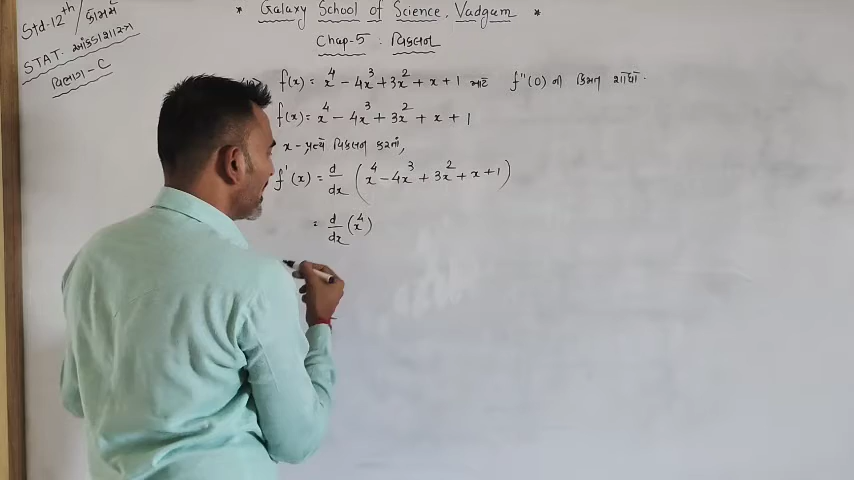 Std-12th / કોમર્સ
STAT: આંકડાશાસ્ત્ર
વિભાગ - C
* Galaxy School of Science, Vadgam *
Chap-5 : વિકલન
f(x) = x⁴ - 4x³ + 3x² + x + 1 માટે f''(0) ની કિંમત શોધો.
f(x) = x⁴ - 4x³ + 3x² + x + 1
x - પ્રત્યે વિકલન કરતાં,
f'(x) = d/dx (x⁴ - 4x³ + 3x² + x + 1)
= d/dx (x⁴)